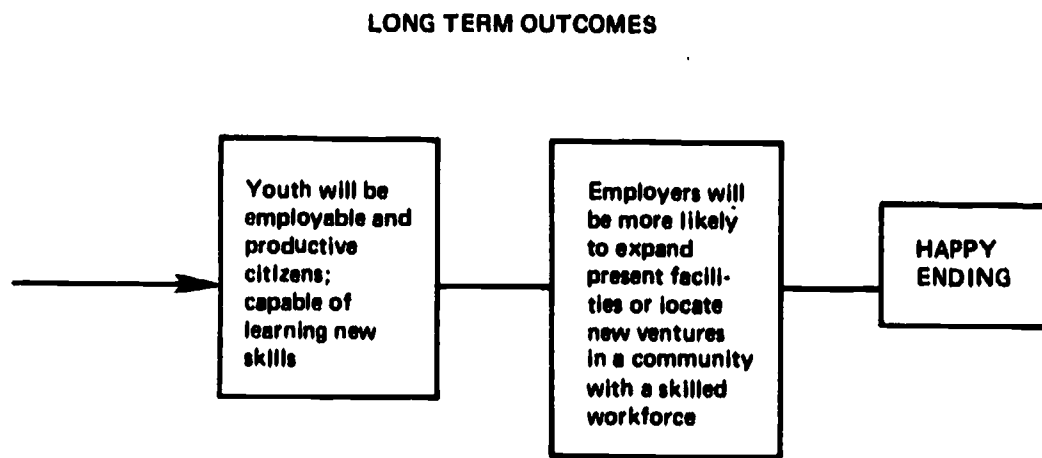 LONG TERM OUTCOMES
Youth will be
employable and
productive
citizens;
capable of
learning new
skills
Employers will
be more likely
to expand
present facili-
ties or locate
new ventures
in a community
with a skilled
workforce
HAPPY
ENDING